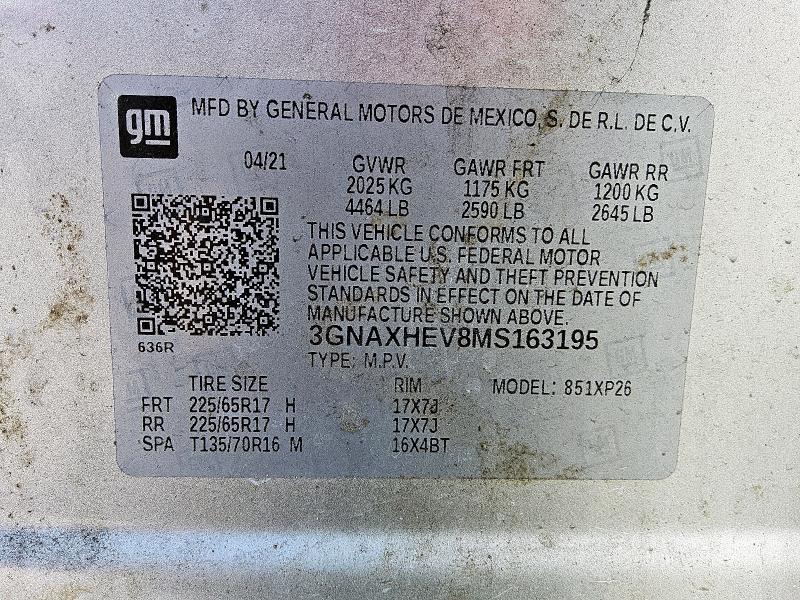 gm
MFD BY GENERAL MOTORS DE MEXICO, S. DE R.L. DE C.V.
04/21 GVWR GAWR FRT GAWR RR
2025 KG 1175 KG 1200 KG
4464 LB 2590 LB 2645 LB
THIS VEHICLE CONFORMS TO ALL
APPLICABLE U.S. FEDERAL MOTOR
VEHICLE SAFETY AND THEFT PREVENTION
STANDARDS IN EFFECT ON THE DATE OF
MANUFACTURE SHOWN ABOVE.
3GNAXHEV8MS163195
636R
TYPE: M.P.V.
TIRE SIZE RIM MODEL: 851XP26
FRT 225/65R17 H 17X7J
RR 225/65R17 H 17X7J
SPA T135/70R16 M 16X4BT